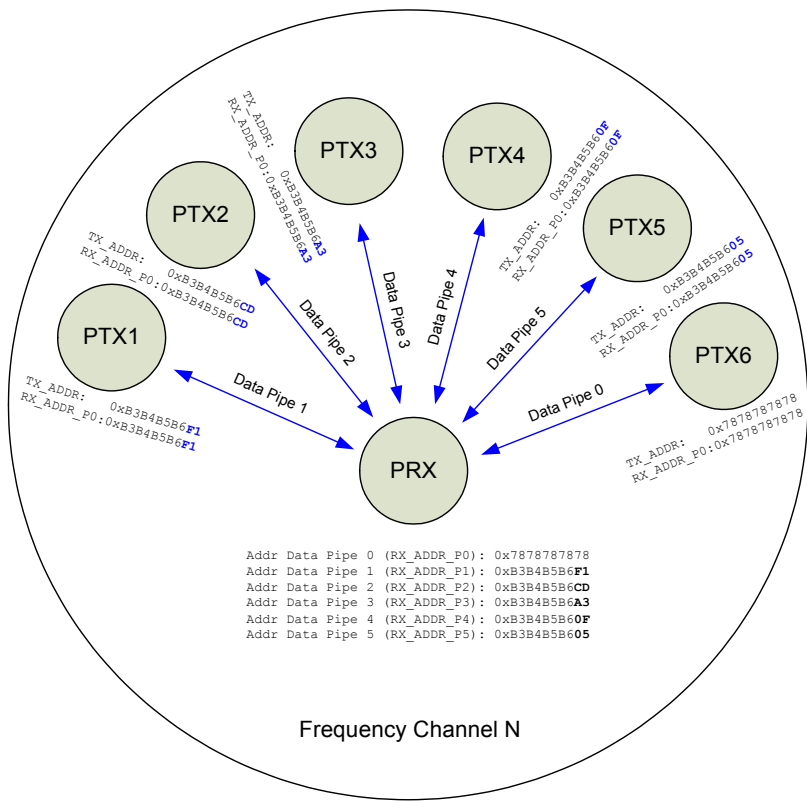 PTX3
PTX4
PTX2
PTX5
PTX1
PTX6
PRX
TX_ADDR: 0xB3B4B5B6F1
RX_ADDR_P0:0xB3B4B5B6F1
TX_ADDR: 0xB3B4B5B6CD
RX_ADDR_P0:0xB3B4B5B6CD
TX_ADDR: 0xB3B4B5B6A3
RX_ADDR_P0:0xB3B4B5B6A3
TX_ADDR: 0xB3B4B5B60F
RX_ADDR_P0:0xB3B4B5B60F
TX_ADDR: 0xB3B4B5B605
RX_ADDR_P0:0xB3B4B5B605
TX_ADDR: 0x7878787878
RX_ADDR_P0:0x7878787878
Data Pipe 1
Data Pipe 2
Data Pipe 3
Data Pipe 4
Data Pipe 5
Data Pipe 0
Addr Data Pipe 0 (RX_ADDR_P0): 0x7878787878
Addr Data Pipe 1 (RX_ADDR_P1): 0xB3B4B5B6F1
Addr Data Pipe 2 (RX_ADDR_P2): 0xB3B4B5B6CD
Addr Data Pipe 3 (RX_ADDR_P3): 0xB3B4B5B6A3
Addr Data Pipe 4 (RX_ADDR_P4): 0xB3B4B5B60F
Addr Data Pipe 5 (RX_ADDR_P5): 0xB3B4B5B605
Frequency Channel N